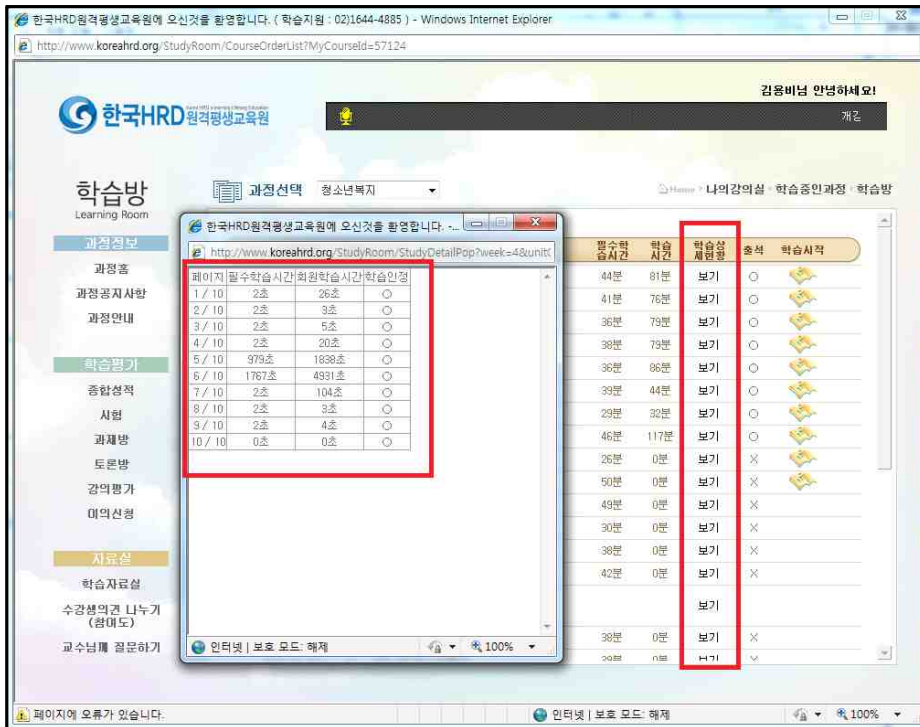 한국HRD원격평생교육원에 오신것을 환영합니다. ( 학습지원 : 02)1644-4885 ) - Windows Internet Explorer
http://www.koreahrd.org/StudyRoom/CourseOrderList?MyCourseId=57124
김용비님 안녕하세요!
한국HRD원격평생교육원
학습방
Learning Room
과정선택 청소년복지
Home > 나의강의실 > 학습중인과정 > 학습방
과정정보
과정홈
과정공지사항
과정안내
학습평가
종합성적
시험
과제방
토론방
강의평가
이의신청
자료실
학습자료실
수강생의견 나누기
(참여도)
교수님께 질문하기
한국HRD원격평생교육원에 오신것을 환영합니다. -...
http://www.koreahrd.org/StudyRoom/StudyDetailPop?week=4&unit
페이지 필수학습시간 회원학습시간 학습인정
1 / 10 2초 26초 ○
2 / 10 2초 3초 ○
3 / 10 2초 5초 ○
4 / 10 2초 20초 ○
5 / 10 979초 1838초 ○
6 / 10 1767초 4931초 ○
7 / 10 2초 104초 ○
8 / 10 2초 3초 ○
9 / 10 2초 4초 ○
10 / 10 0초 0초 ○
인터넷 | 보호 모드: 해제 100%
필수학습시간 학습시간 학습상세현황 출석 학습시작
44분 81분 보기 ○
41분 76분 보기 ○
36분 79분 보기 ○
38분 79분 보기 ○
36분 86분 보기 ○
39분 44분 보기 ○
29분 32분 보기 ○
46분 117분 보기 ○
26분 0분 보기 X
50분 0분 보기 X
49분 0분 보기 X
30분 0분 보기 X
38분 0분 보기 X
42분 0분 보기 X
보기
38분 0분 보기 X
페이지에 오류가 있습니다.
인터넷 | 보호 모드: 해제 100%